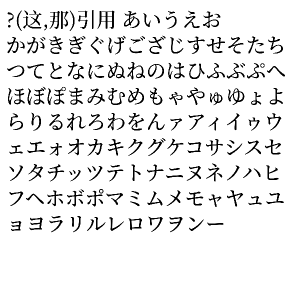 ?(这,那)引用 あいうえお
かがきぎぐげござじすせそたち
つてとなにぬねのはひふぶぷへ
ほぼぽまみむめもゃやゅゆょよ
らりるれろわをんァアィイゥウ
ェエォオカキクグケコサシスセ
ソタチッツテトナニヌネノハヒ
フヘホボポマミムメモャヤュユ
ョヨラリルレロワヲンー